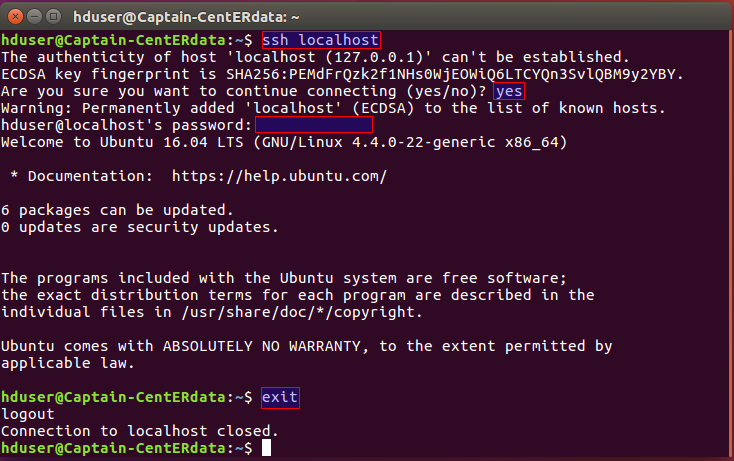 hduser@Captain-CentERdata: ~
hduser@Captain-CentERdata:~$ ssh localhost
The authenticity of host 'localhost (127.0.0.1)' can't be established.
ECDSA key fingerprint is SHA256:PEMdFrQzk2f1NHs0WjEOWiQ6LTCYQn3SvlQBM9y2YBY.
Are you sure you want to continue connecting (yes/no)? yes
Warning: Permanently added 'localhost' (ECDSA) to the list of known hosts.
hduser@localhost's password:
Welcome to Ubuntu 16.04 LTS (GNU/Linux 4.4.0-22-generic x86_64)
* Documentation:  https://help.ubuntu.com/
6 packages can be updated.
0 updates are security updates.
The programs included with the Ubuntu system are free software;
the exact distribution terms for each program are described in the
individual files in /usr/share/doc/*/copyright.
Ubuntu comes with ABSOLUTELY NO WARRANTY, to the extent permitted by
applicable law.
hduser@Captain-CentERdata:~$ exit
logout
Connection to localhost closed.
hduser@Captain-CentERdata:~$